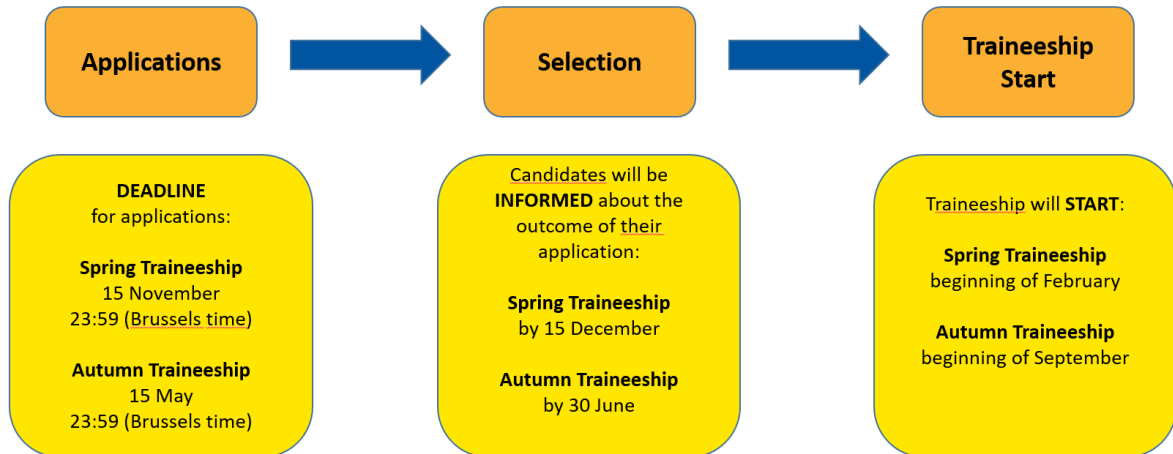 Applications
Selection
Traineeship
Start
DEADLINE
for applications:
Spring Traineeship
15 November
23:59 (Brussels time)
Autumn Traineeship
15 May
23:59 (Brussels time)
Candidates will be
INFORMED about the
outcome of their
application:
Spring Traineeship
by 15 December
Autumn Traineeship
by 30 June
Traineeship will START:
Spring Traineeship
beginning of February
Autumn Traineeship
beginning of September